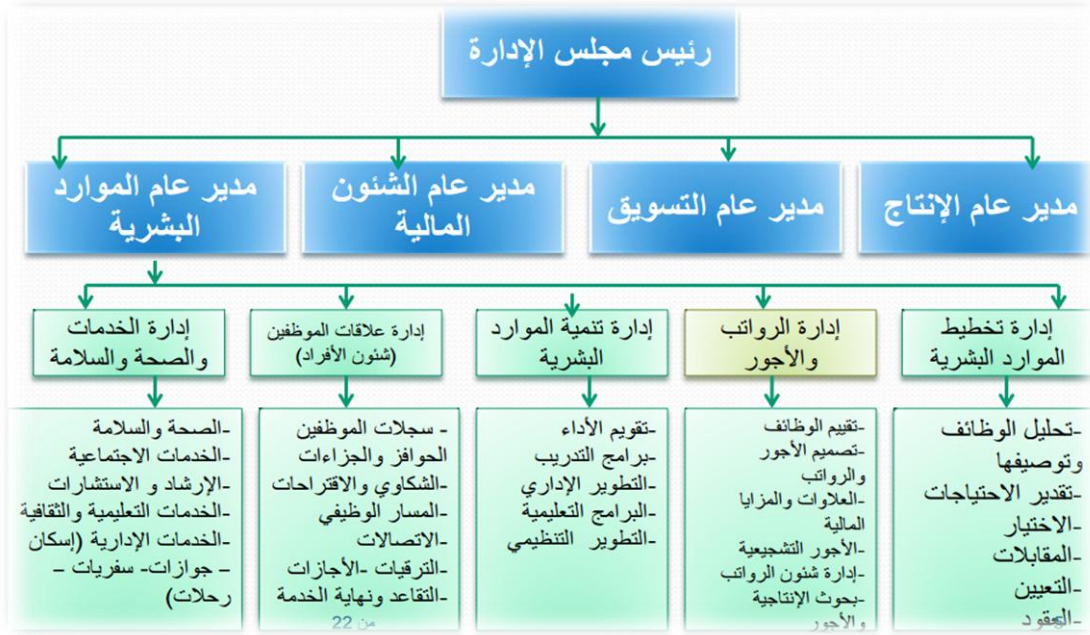 رئيس مجلس الإدارة
مدير عام الإنتاج
مدير عام التسويق
مدير عام الشئون
المالية
مدير عام الموارد
البشرية
إدارة تخطيط
الموارد البشرية
إدارة الرواتب
والأجور
إدارة تنمية الموارد
البشرية
إدارة علاقات الموظفين
(شئون الأفراد)
إدارة الخدمات
والصحة والسلامة
-تحليل الوظائف
وتوصيفها
-تقدير الاحتياجات
-الاختيار
-المقابلات
-التعيين
-العقود
-تقييم الوظائف
-تصميم الأجور
والرواتب
-العلاوات والمزايا
المالية
-الأجور التشجيعية
-إدارة شئون الرواتب
-بحوث الإنتاجية
والأجور
-تقويم الأداء
-برامج التدريب
-التطوير الإداري
-البرامج التعليمية
-التطوير التنظيمي
- سجلات الموظفين
الحوافز والجزاءات
-الشكاوي والاقتراحات
-المسار الوظيفي
-الاتصالات
-الترقيات -الأجازات
-التقاعد ونهاية الخدمة
-الصحة والسلامة
-الخدمات الاجتماعية
-الإرشاد و الاستشارات
-الخدمات التعليمية والثقافية
-الخدمات الإدارية (إسكان
– جوازات- سفريات –
رحلات)
من 22